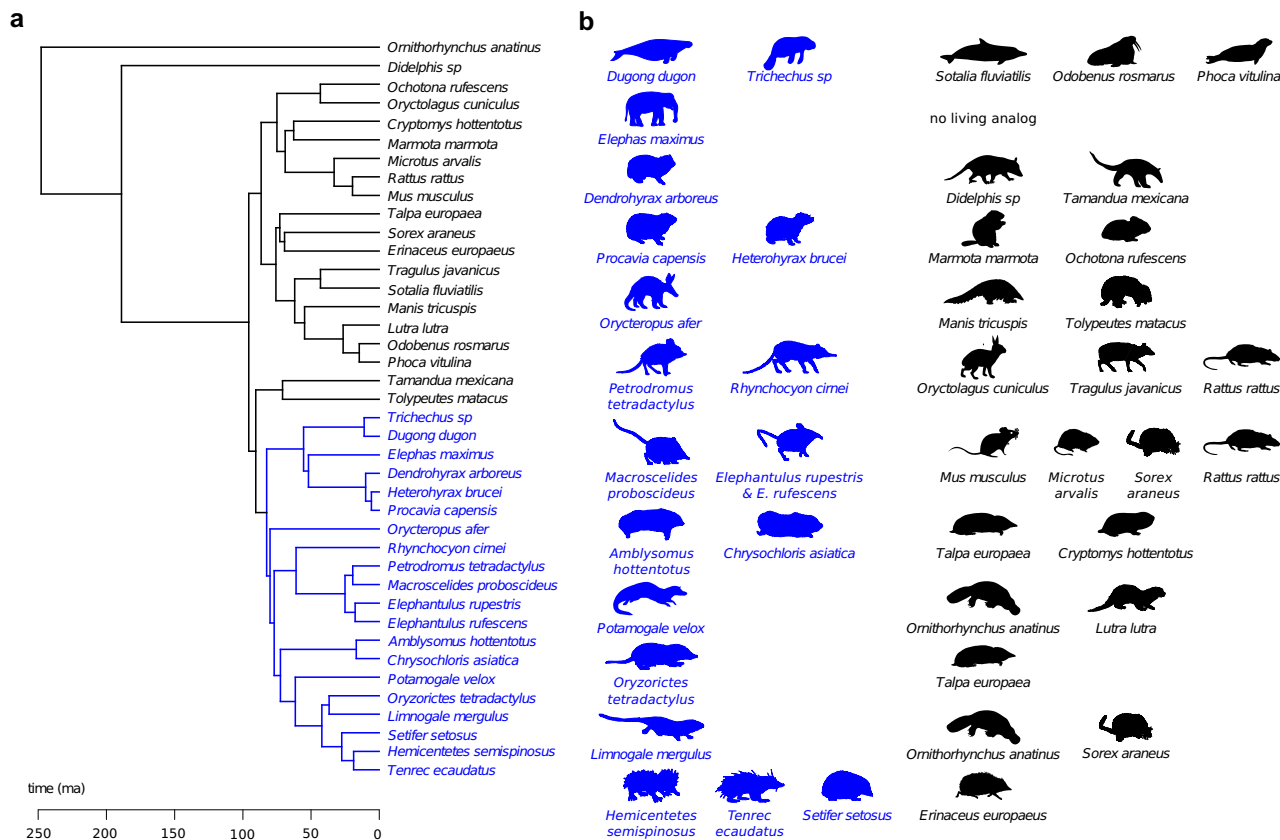 a
Ornithorhynchus anatinus
Didelphis sp
Ochotona rufescens
Oryctolagus cuniculus
Cryptomys hottentotus
Marmota marmota
Microtus arvalis
Rattus rattus
Mus musculus
Talpa europaea
Sorex araneus
Erinaceus europaeus
Tragulus javanicus
Sotalia fluviatilis
Manis tricuspis
Lutra lutra
Odobenus rosmarus
Phoca vitulina
Tamandua mexicana
Tolypeutes matacus
Trichechus sp
Dugong dugon
Elephas maximus
Dendrohyrax arboreus
Heterohyrax brucei
Procavia capensis
Orycteropus afer
Rhynchocyon cirnei
Petrodromus tetradactylus
Macroscelides proboscideus
Elephantulus rupestris
Elephantulus rufescens
Amblysomus hottentotus
Chrysochloris asiatica
Potamogale velox
Oryzorictes tetradactylus
Limnogale mergulus
Setifer setosus
Hemicentetes semispinosus
Tenrec ecaudatus
time (ma)
250 200 150 100 50 0
b
Dugong dugon Trichechus sp Sotalia fluviatilis Odobenus rosmarus Phoca vitulina
Elephas maximus no living analog
Dendrohyrax arboreus Didelphis sp Tamandua mexicana
Procavia capensis Heterohyrax brucei Marmota marmota Ochotona rufescens
Orycteropus afer Manis tricuspis Tolypeutes matacus
Petrodromus Rhynchocyon cirnei Oryctolagus cuniculus Tragulus javanicus Rattus rattus
tetradactylus
Macroscelides Elephantulus rupestris Mus musculus Microtus Sorex Rattus rattus
proboscideus & E. rufescens arvalis araneus
Amblysomus Chrysochloris asiatica Talpa europaea Cryptomys hottentotus
hottentotus
Potamogale velox Ornithorhynchus anatinus Lutra lutra
Oryzorictes Talpa europaea
tetradactylus
Limnogale mergulus Ornithorhynchus anatinus Sorex araneus
Hemicentetes Tenrec Setifer setosus Erinaceus europaeus
semispinosus ecaudatus